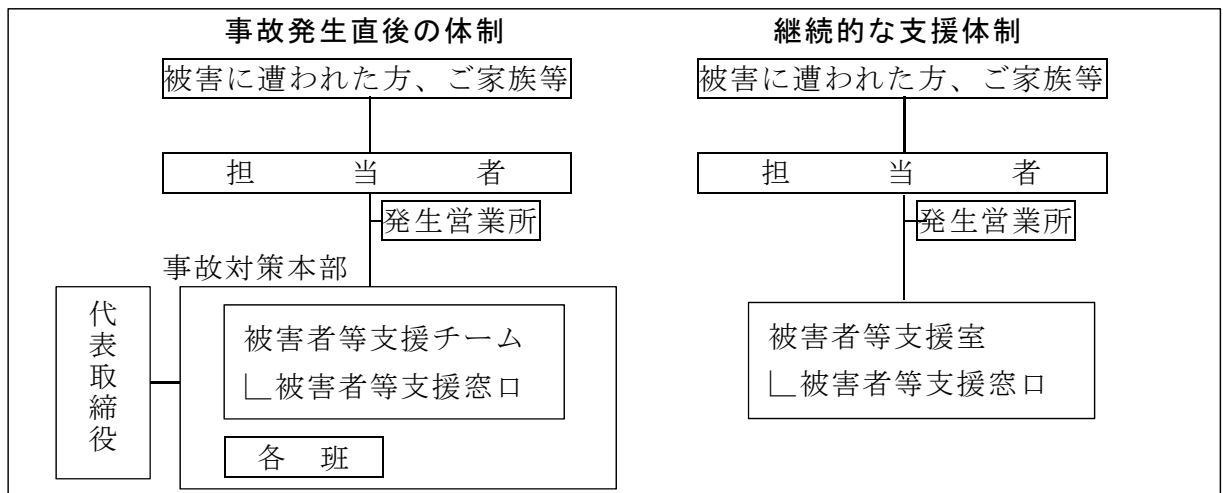 事故発生直後の体制
被害に遭われた方、ご家族等
担当者
発生営業所
事故対策本部
代表取締役
被害者等支援チーム
被害者等支援窓口
各班
継続的な支援体制
被害に遭われた方、ご家族等
担当者
発生営業所
被害者等支援室
被害者等支援窓口